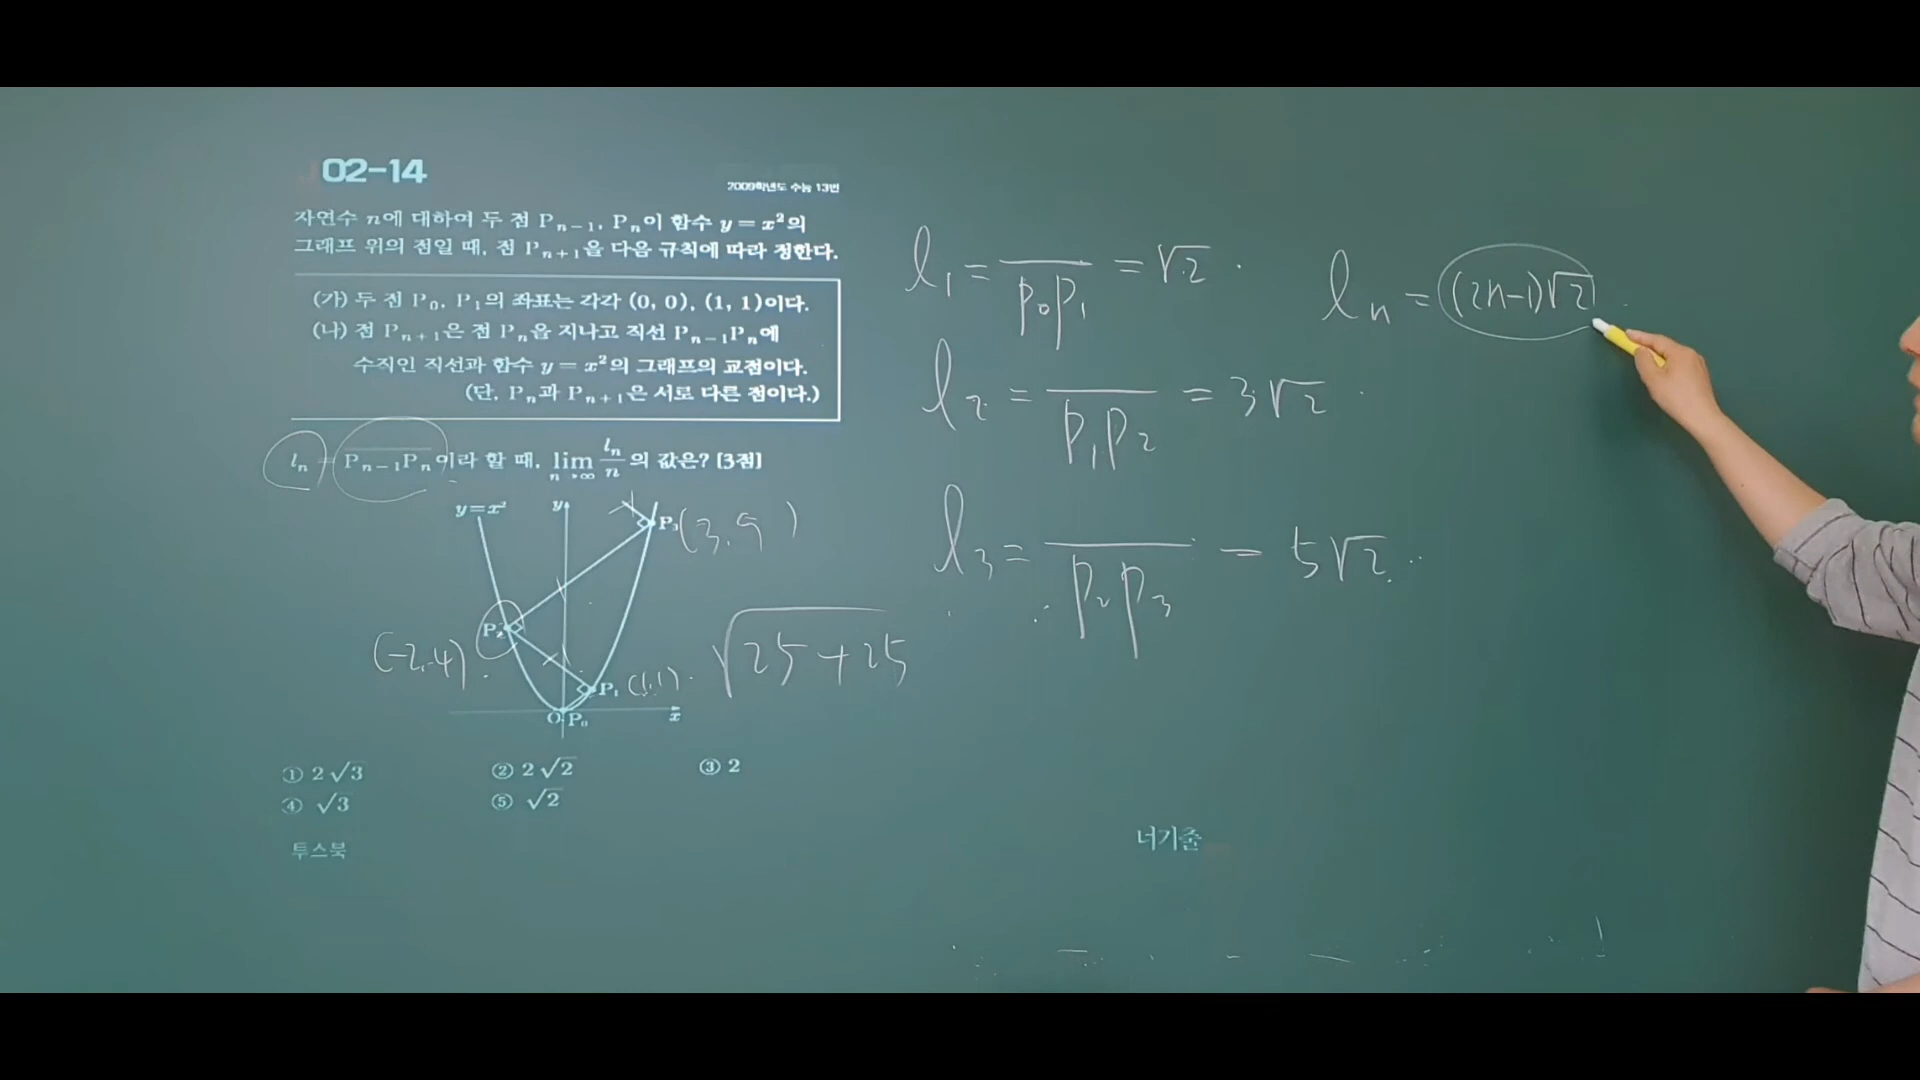 02-14
2009학년도 수능 13번
자연수 n에 대하여 두 점 Pₙ₋₁, Pₙ이 함수 y = x²의
그래프 위의 점일 때, 점 Pₙ₊₁을 다음 규칙에 따라 정한다.
(가) 두 점 P₀, P₁의 좌표는 각각 (0, 0), (1, 1)이다.
(나) 점 Pₙ₊₁은 점 Pₙ을 지나고 직선 Pₙ₋₁Pₙ에
수직인 직선과 함수 y = x²의 그래프의 교점이다.
(단, Pₙ과 Pₙ₊₁은 서로 다른 점이다.)
lₙ = P̅ₙ₋₁P̅ₙ이라 할 때, lim n→∞ lₙ/n 의 값은? [3점]
y = x²
y
P₃ (3, 9)
P₂ (-2, 4)
P₁ (1,1)
O P₀
x
√(25+25)
① 2√3
② 2√2
③ 2
④ √3
⑤ √2
투스북
l₁ = P̅₀P̅₁ = √2
l₂ = P̅₁P̅₂ = 3√2
l₃ = P̅₂P̅₃ = 5√2
lₙ = (2n-1)√2
너기출